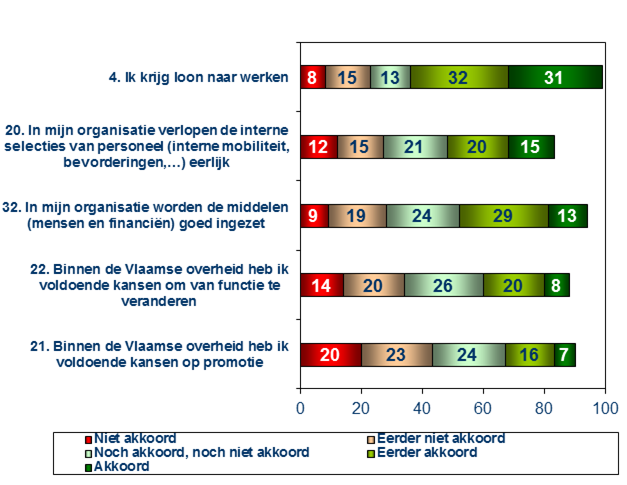 4. Ik krijg loon naar werken
8 15 13 32 31
20. In mijn organisatie verlopen de interne
selecties van personeel (interne mobiliteit,
bevorderingen,...) eerlijk
12 15 21 20 15
32. In mijn organisatie worden de middelen
(mensen en financiën) goed ingezet
9 19 24 29 13
22. Binnen de Vlaamse overheid heb ik
voldoende kansen om van functie te
veranderen
14 20 26 20 8
21. Binnen de Vlaamse overheid heb ik
voldoende kansen op promotie
20 23 24 16 7
0 20 40 60 80 100
Niet akkoord Eerder niet akkoord
Noch akkoord, noch niet akkoord Eerder akkoord
Akkoord